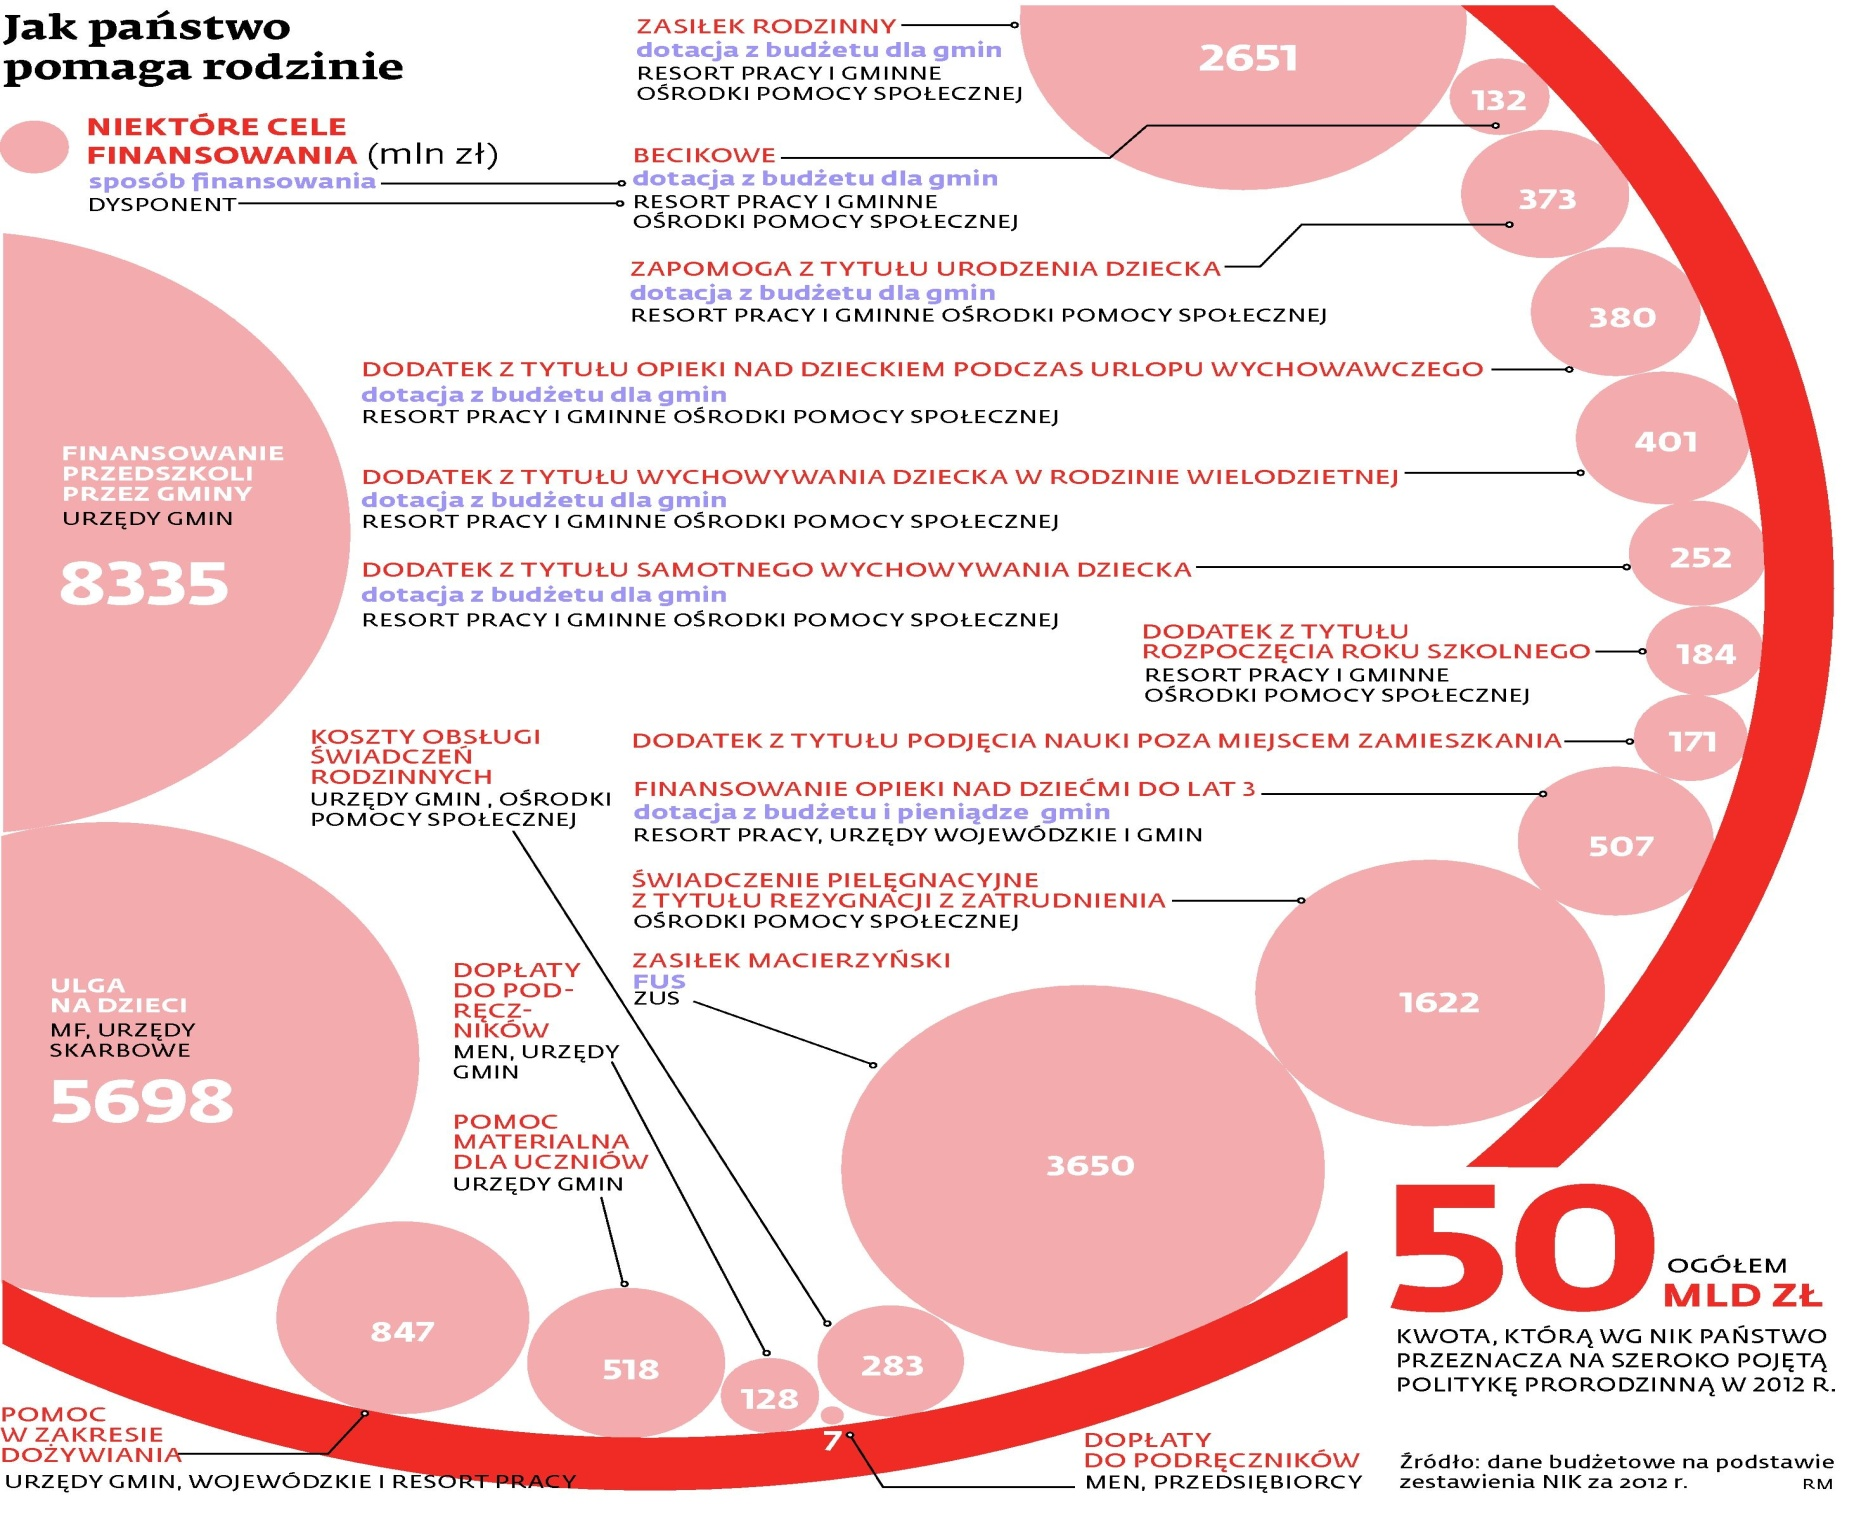 Jak państwo
pomaga rodzinie
NIEKTÓRE CELE
FINANSOWANIA (mln zł)
sposób finansowania
DYSPONENT
ZASIŁEK RODZINNY
dotacja z budżetu dla gmin
RESORT PRACY I GMINNE
OŚRODKI POMOCY SPOŁECZNEJ
2651
BECIKOWE
dotacja z budżetu dla gmin
RESORT PRACY I GMINNE
OŚRODKI POMOCY SPOŁECZNEJ
132
ZAPOMOGA Z TYTUŁU URODZENIA DZIECKA
dotacja z budżetu dla gmin
RESORT PRACY I GMINNE OŚRODKI POMOCY SPOŁECZNEJ
373
DODATEK Z TYTUŁU OPIEKI NAD DZIECKIEM PODCZAS URLOPU WYCHOWAWCZEGO
dotacja z budżetu dla gmin
RESORT PRACY I GMINNE OŚRODKI POMOCY SPOŁECZNEJ
380
DODATEK Z TYTUŁU WYCHOWYWANIA DZIECKA W RODZINIE WIELODZIETNEJ
dotacja z budżetu dla gmin
RESORT PRACY I GMINNE OŚRODKI POMOCY SPOŁECZNEJ
401
DODATEK Z TYTUŁU SAMOTNEGO WYCHOWYWANIA DZIECKA
dotacja z budżetu dla gmin
RESORT PRACY I GMINNE OŚRODKI POMOCY SPOŁECZNEJ
252
FINANSOWANIE
PRZEDSZKOLI
PRZEZ GMINY
URZĘDY GMIN
8335
DODATEK Z TYTUŁU
ROZPOCZĘCIA ROKU SZKOLNEGO
RESORT PRACY I GMINNE
OŚRODKI POMOCY SPOŁECZNEJ
184
DODATEK Z TYTUŁU PODJĘCIA NAUKI POZA MIEJSCEM ZAMIESZKANIA
171
FINANSOWANIE OPIEKI NAD DZIEĆMI DO LAT 3
dotacja z budżetu i pieniądze gmin
RESORT PRACY, URZĘDY WOJEWÓDZKIE I GMIN
507
ŚWIADCZENIE PIELĘGNACYJNE
Z TYTUŁU REZYGNACJI Z ZATRUDNIENIA
OŚRODKI POMOCY SPOŁECZNEJ
1622
ZASIŁEK MACIERZYŃSKI
FUS
ZUS
3650
KOSZTY OBSŁUGI
ŚWIADCZEŃ
RODZINNYCH
URZĘDY GMIN , OŚRODKI
POMOCY SPOŁECZNEJ
283
DOPŁATY
DO POD-
RĘCZ-
NIKÓW
MEN, URZĘDY
GMIN
128
POMOC
MATERIALNA
DLA UCZNIÓW
URZĘDY GMIN
518
ULGA
NA DZIECI
MF, URZĘDY
SKARBOWE
5698
847
POMOC
W ZAKRESIE
DOŻYWIANIA
URZĘDY GMIN, WOJEWÓDZKIE I RESORT PRACY
7
DOPŁATY
DO PODRĘCZNIKÓW
MEN, PRZEDSIĘBIORCY
50
OGÓŁEM
MLD ZŁ
KWOTA, KTÓRĄ WG NIK PAŃSTWO
PRZEZNACZA NA SZEROKO POJĘTĄ
POLITYKĘ PRORODZINNĄ W 2012 R.
Źródło: dane budżetowe na podstawie
zestawienia NIK za 2012 r.
RM